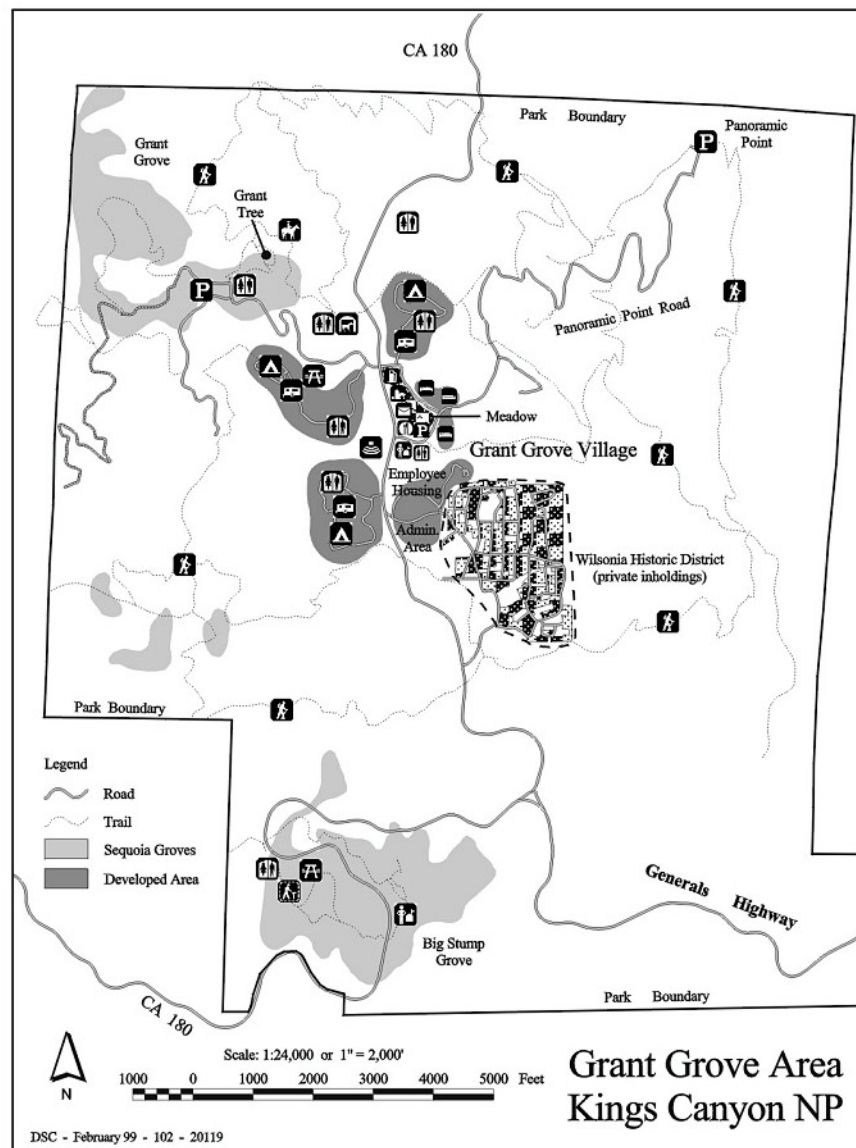 CA 180
Park Boundary
Panoramic
Point
P
Grant
Grove
Grant
Tree
P
Panoramic Point Road
Meadow
P
Grant Grove Village
Employee
Housing
Admin.
Area
Wilsonia Historic District
(private inholdings)
Park Boundary
Legend
Road
Trail
Sequoia Groves
Developed Area
Generals Highway
Big Stump
Grove
CA 180
Park Boundary
Scale: 1:24,000 or 1" = 2,000'
1000 0 1000 2000 3000 4000 5000 Feet
N
Grant Grove Area
Kings Canyon NP
DSC - February 99 - 102 - 20119